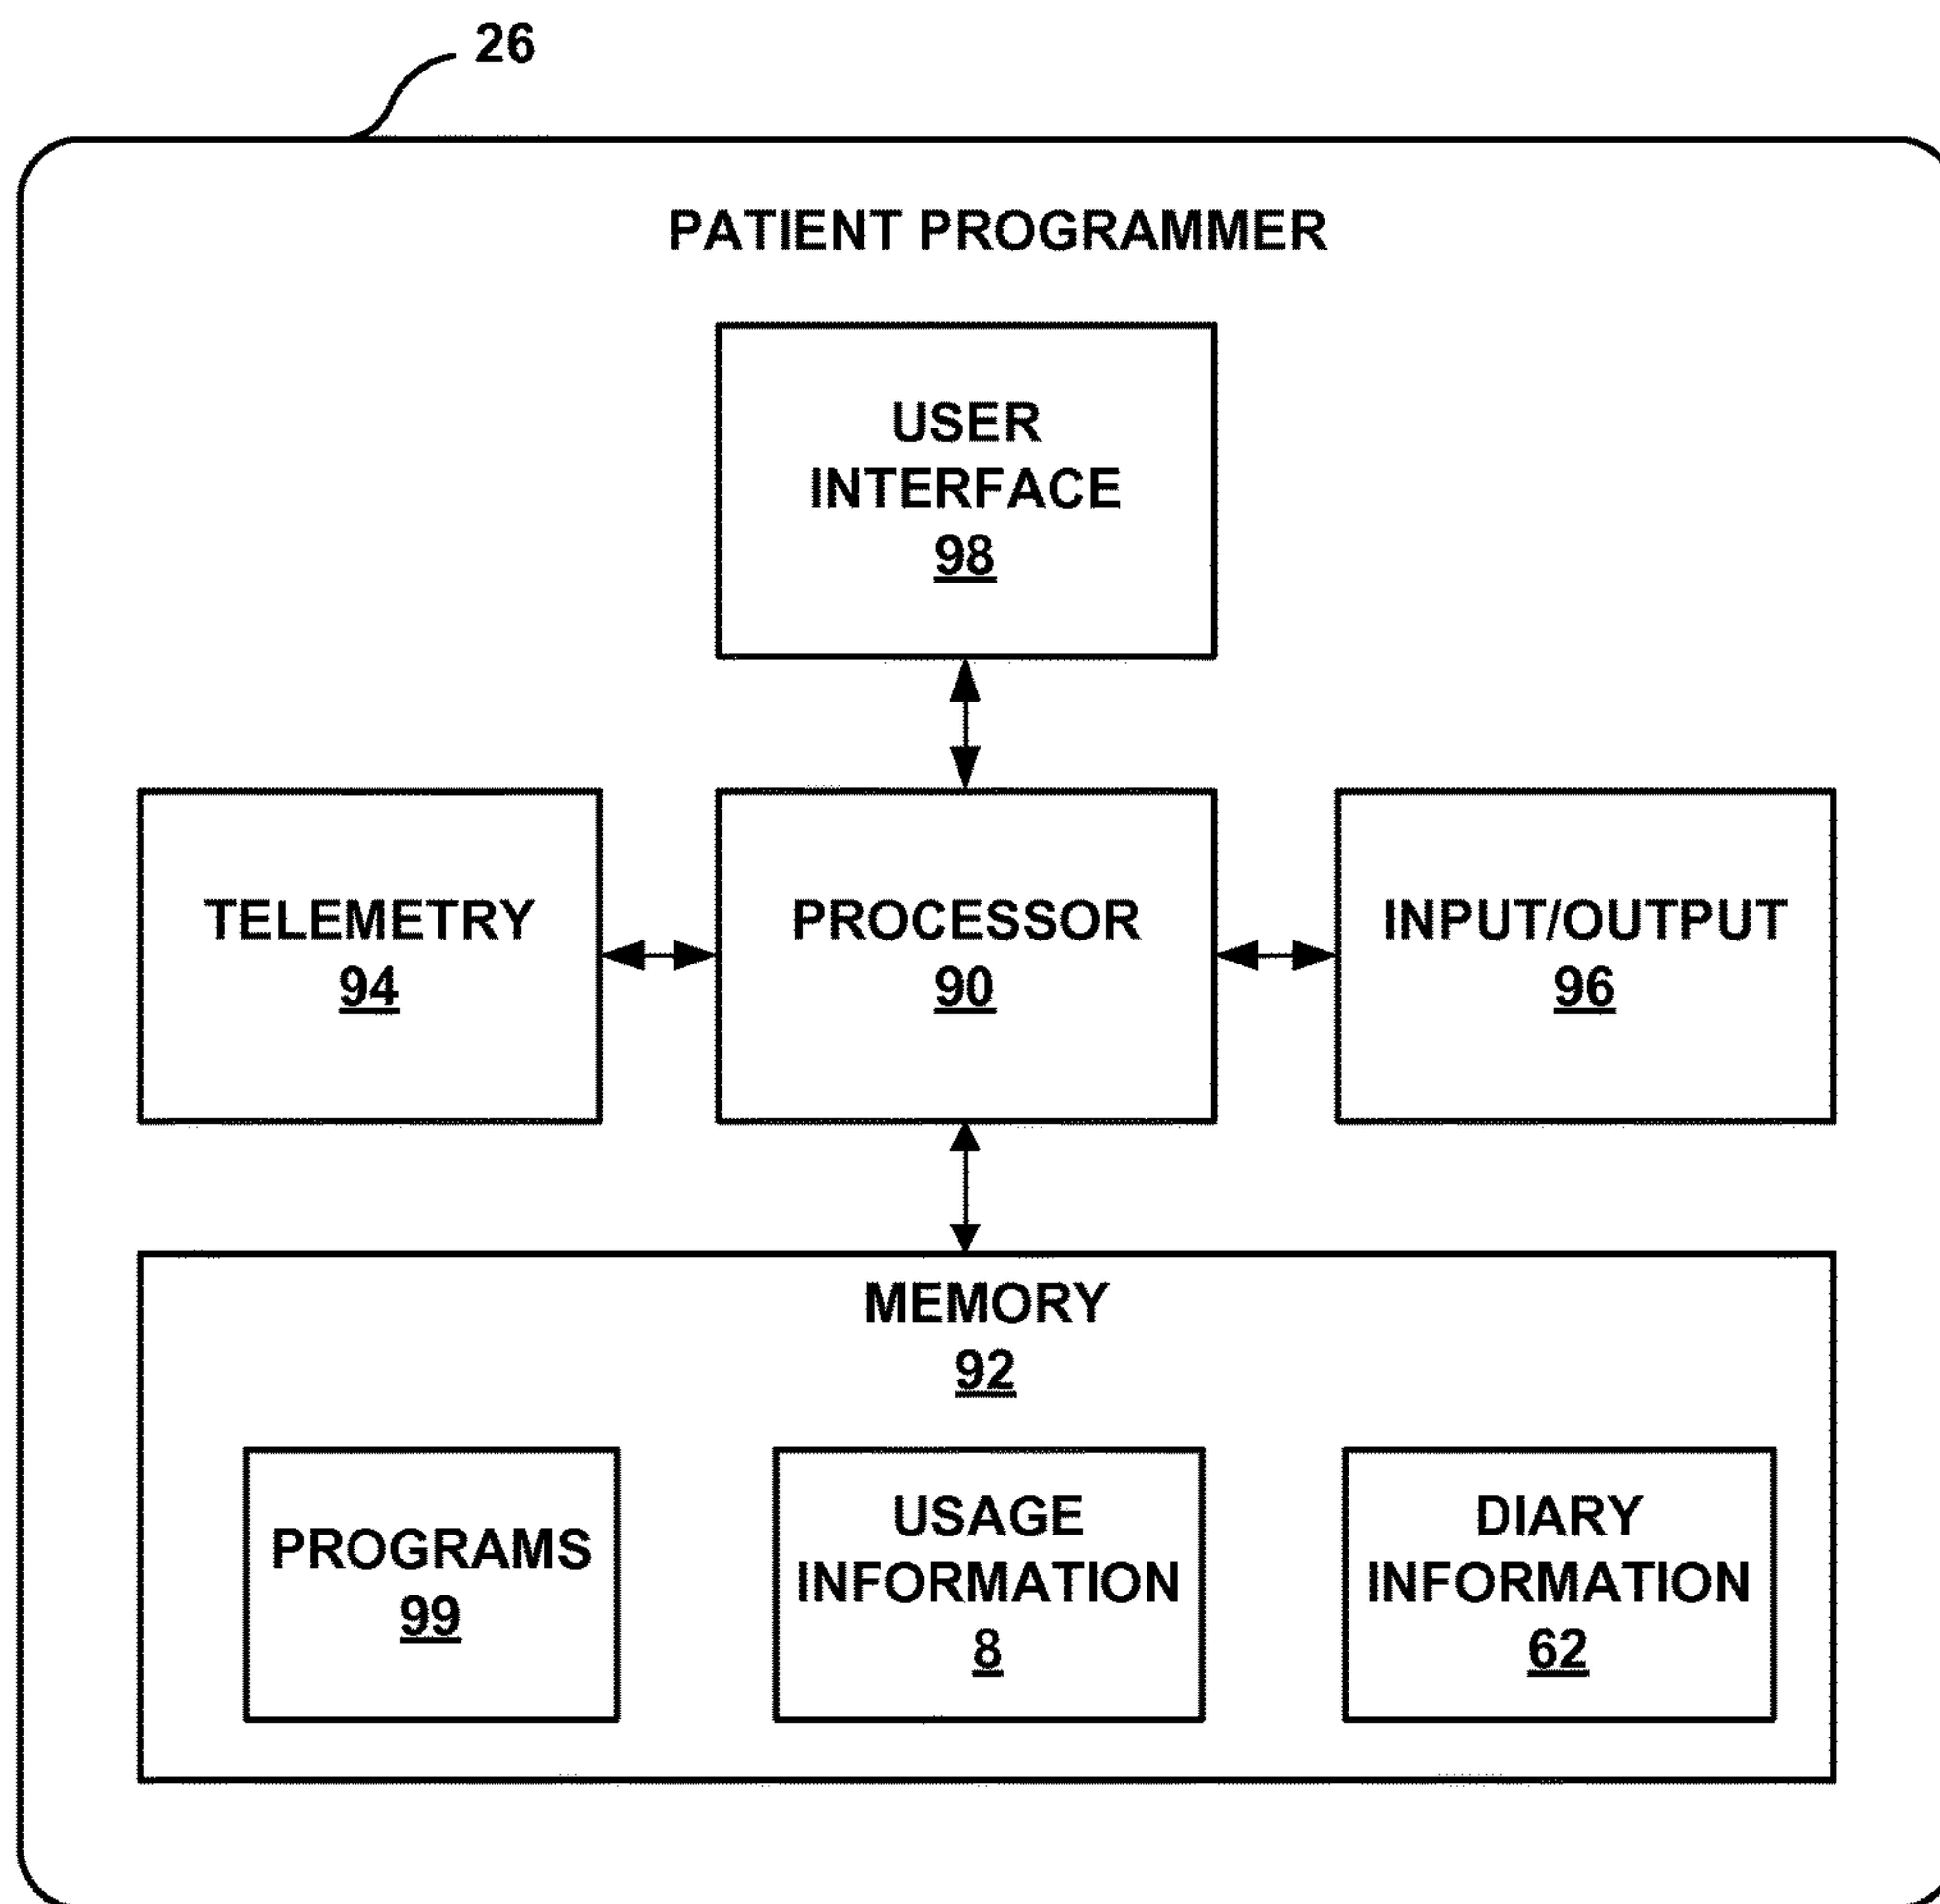 26
PATIENT PROGRAMMER
USER
INTERFACE
98
TELEMETRY
94
PROCESSOR
90
INPUT/OUTPUT
96
MEMORY
92
PROGRAMS
99
USAGE
INFORMATION
8
DIARY
INFORMATION
62